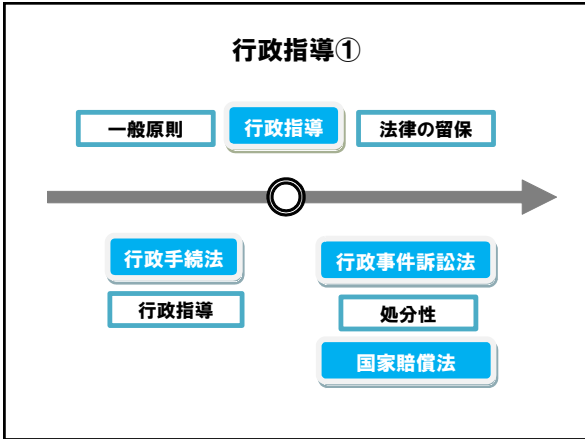 行政指導①
一般原則
行政指導
法律の留保
行政手続法
行政指導
行政事件訴訟法
処分性
国家賠償法